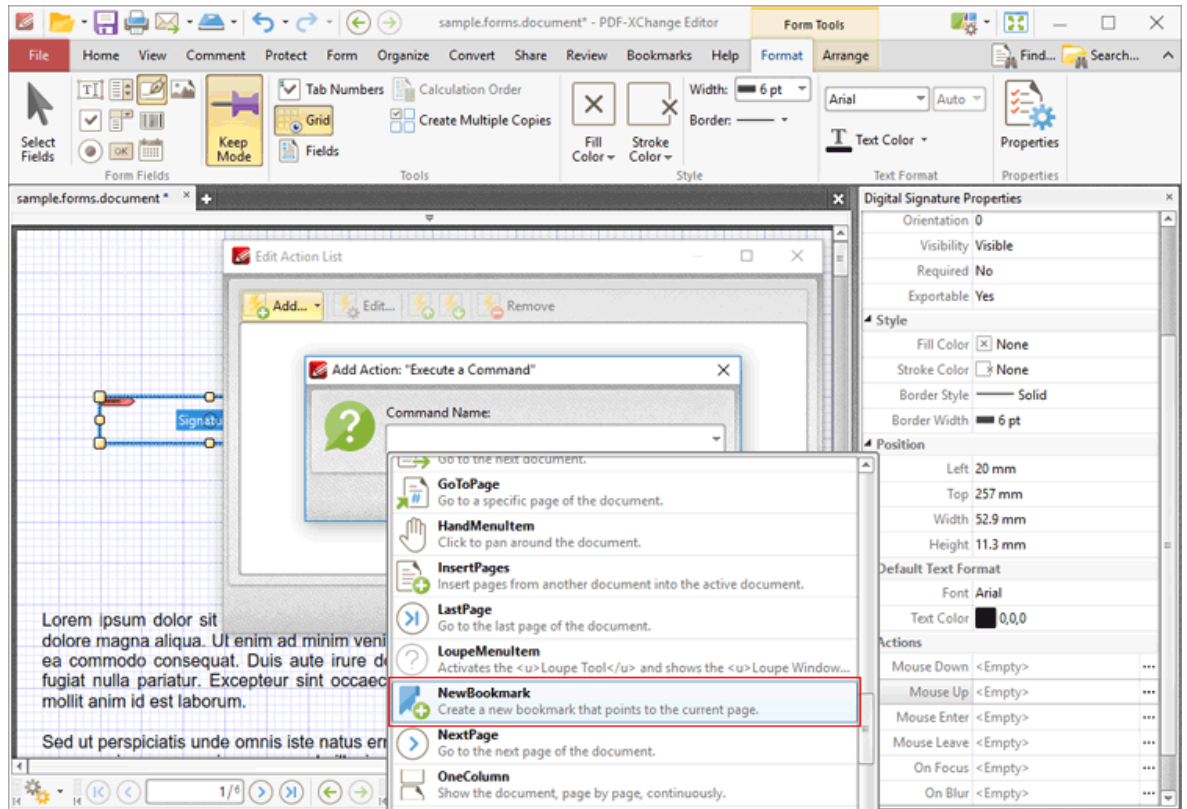 sample.forms.document* - PDF-XChange Editor
Form Tools
File Home View Comment Protect Form Organize Convert Share Review Bookmarks Help Format Arrange Find... Search...
Select Fields
OK
Keep Mode
Tab Numbers
Grid
Fields
Calculation Order
Create Multiple Copies
Fill Color
Stroke Color
Width: 6 pt
Border:
Arial Auto
Text Color
Properties
Form Fields Tools Style Text Format Properties
sample.forms.document *
Edit Action List
Add... Edit... Remove
Add Action: "Execute a Command"
Command Name:
Signatu
Go to the next document.
GoToPage
Go to a specific page of the document.
HandMenuItem
Click to pan around the document.
InsertPages
Insert pages from another document into the active document.
LastPage
Go to the last page of the document.
LoupeMenuItem
Activates the <u>Loupe Tool</u> and shows the <u>Loupe Window...
NewBookmark
Create a new bookmark that points to the current page.
NextPage
Go to the next page of the document.
OneColumn
Show the document, page by page, continuously.
Lorem ipsum dolor sit
dolore magna aliqua. Ut enim ad minim veni
ea commodo consequat. Duis aute irure d
fugiat nulla pariatur. Excepteur sint occaec
mollit anim id est laborum.
Sed ut perspiciatis unde omnis iste natus err
1/6
Digital Signature Properties
Orientation 0
Visibility Visible
Required No
Exportable Yes
Style
Fill Color None
Stroke Color None
Border Style Solid
Border Width 6 pt
Position
Left 20 mm
Top 257 mm
Width 52.9 mm
Height 11.3 mm
Default Text Format
Font Arial
Text Color 0,0,0
Actions
Mouse Down <Empty> ...
Mouse Up <Empty> ...
Mouse Enter <Empty> ...
Mouse Leave <Empty> ...
On Focus <Empty> ...
On Blur <Empty> ...